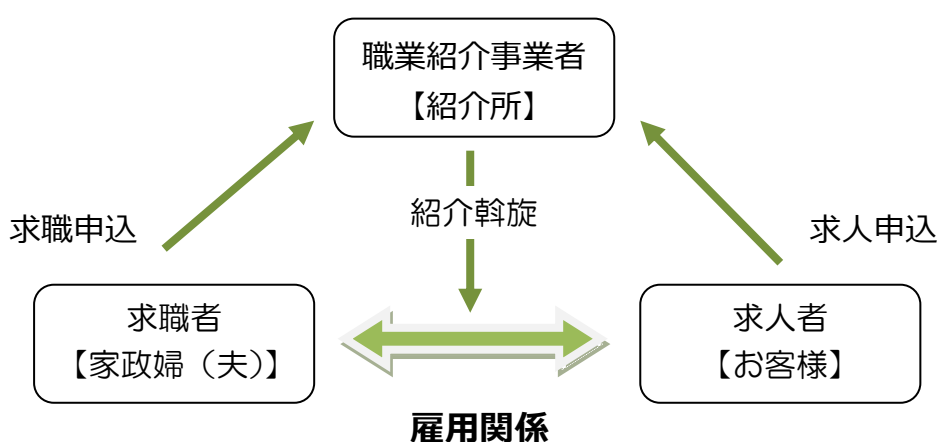 職業紹介事業者
【紹介所】
紹介斡旋
求職申込
求人申込
求職者
【家政婦（夫）】
求人者
【お客様】
雇用関係